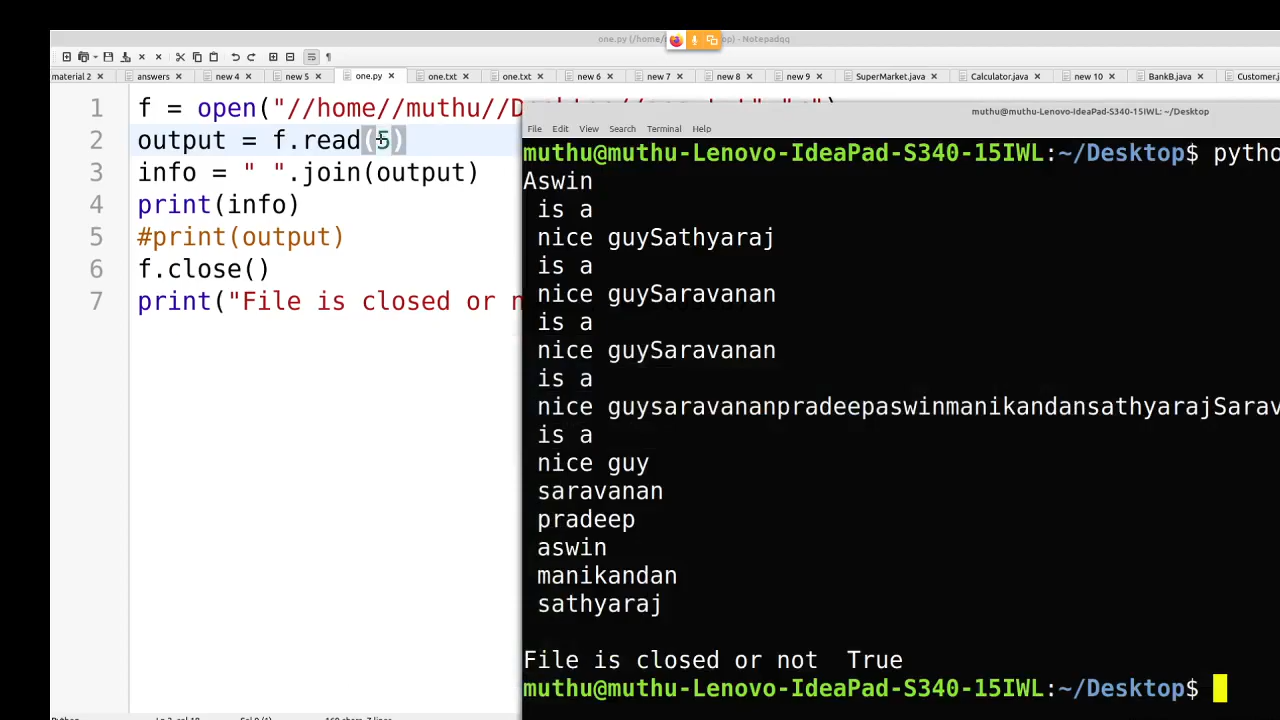 one.py (/home/ p) - Notepadqq
material 2 answers new 4 new 5 one.py one.txt one.txt new 6 new 7 new 8 new 9 SuperMarket.java Calculator.java new 10 BankB.java Customer.
1 f = open("//home//muthu//D
2 output = f.read(5)
3 info = " ".join(output)
4 print(info)
5 #print(output)
6 f.close()
7 print("File is closed or n
muthu@muthu-Lenovo-IdeaPad-S340-15IWL:~/Desktop
File Edit View Search Terminal Help
muthu@muthu-Lenovo-IdeaPad-S340-15IWL:~/Desktop$ pytho
Aswin
is a
nice guySathyaraj
is a
nice guySaravanan
is a
nice guySaravanan
is a
nice guysaravananpradeepaswinmanikandansathyarajSarav
is a
nice guy
saravanan
pradeep
aswin
manikandan
sathyaraj
File is closed or not True
muthu@muthu-Lenovo-IdeaPad-S340-15IWL:~/Desktop$